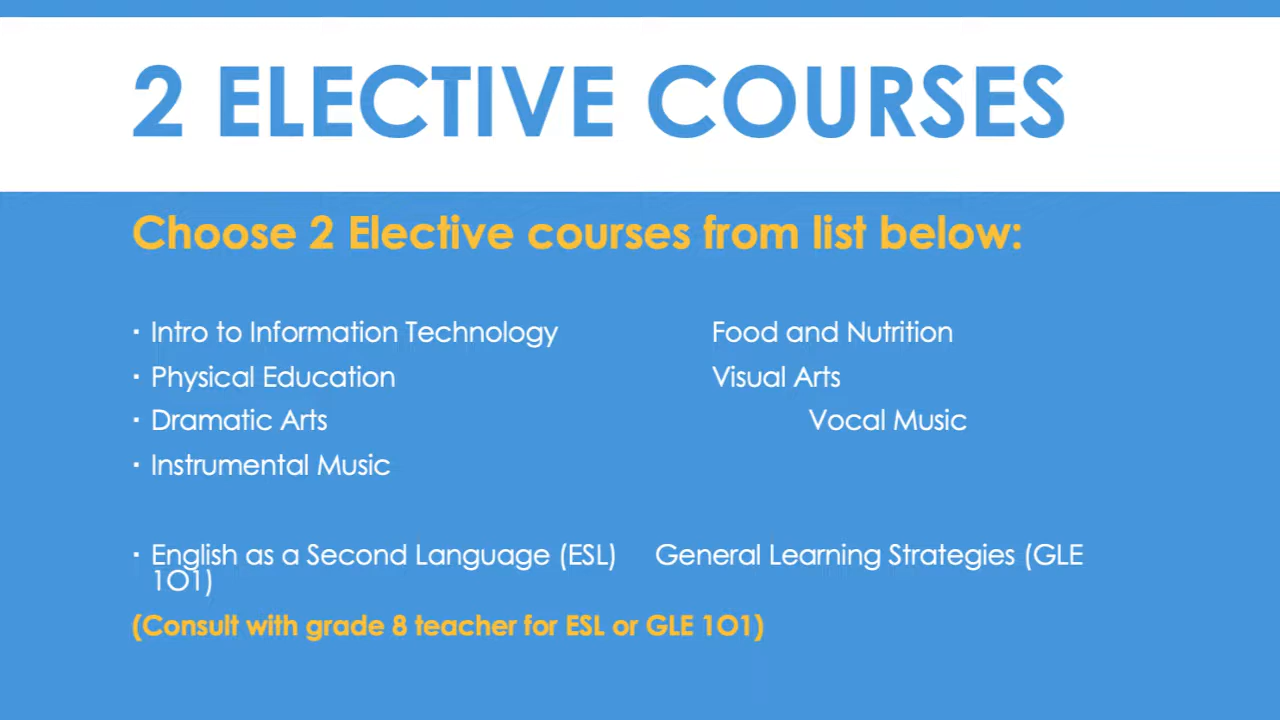 2 ELECTIVE COURSES
Choose 2 Elective courses from list below:
▪ Intro to Information Technology Food and Nutrition
▪ Physical Education Visual Arts
▪ Dramatic Arts Vocal Music
▪ Instrumental Music
▪ English as a Second Language (ESL) General Learning Strategies (GLE
1O1)
(Consult with grade 8 teacher for ESL or GLE 1O1)